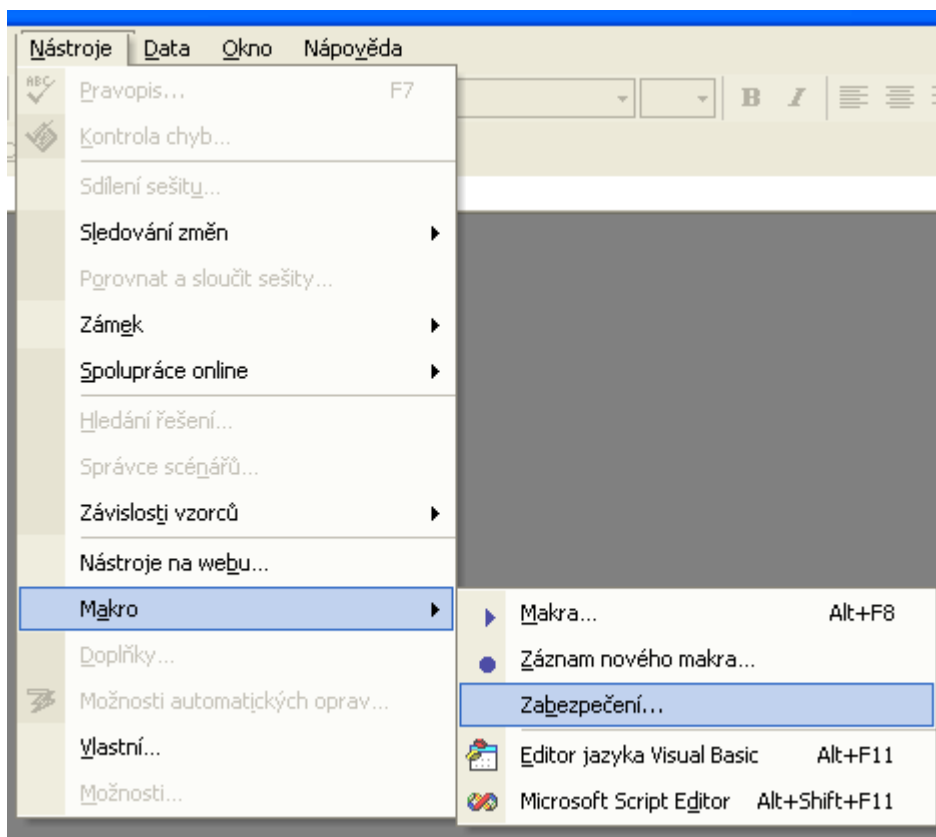 Nástroje Data Okno Nápověda
ABC
Pravopis... F7
B I
Kontrola chyb...
Sdílení sešitu...
Sledování změn
Porovnat a sloučit sešity...
Zámek
Spolupráce online
Hledání řešení...
Správce scénářů...
Závislosti vzorců
Nástroje na webu...
Makro
Doplňky...
Možnosti automatických oprav...
Vlastní...
Možnosti...
Makra... Alt+F8
Záznam nového makra...
Zabezpečení...
Editor jazyka Visual Basic Alt+F11
Microsoft Script Editor Alt+Shift+F11